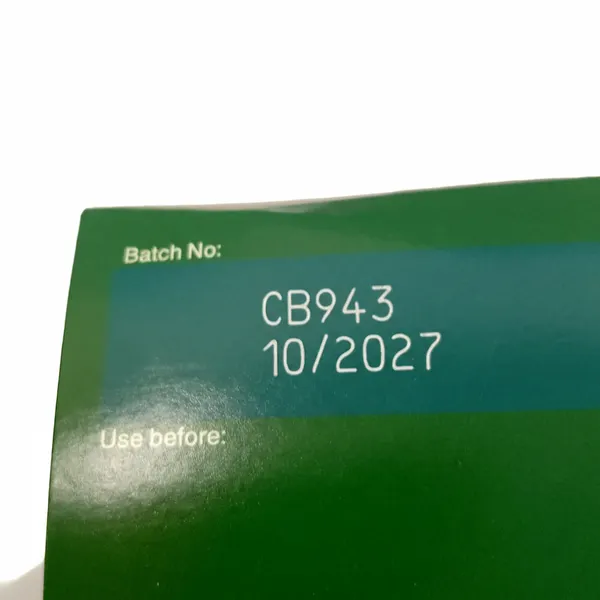 Batch No:
CB943
10/2027
Use before: